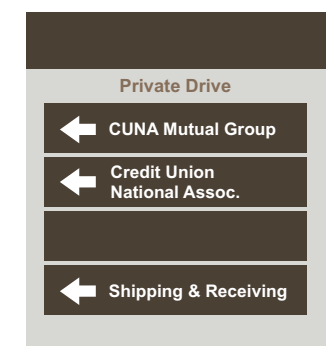 Private Drive
CUNA Mutual Group
Credit Union
National Assoc.
Shipping & Receiving